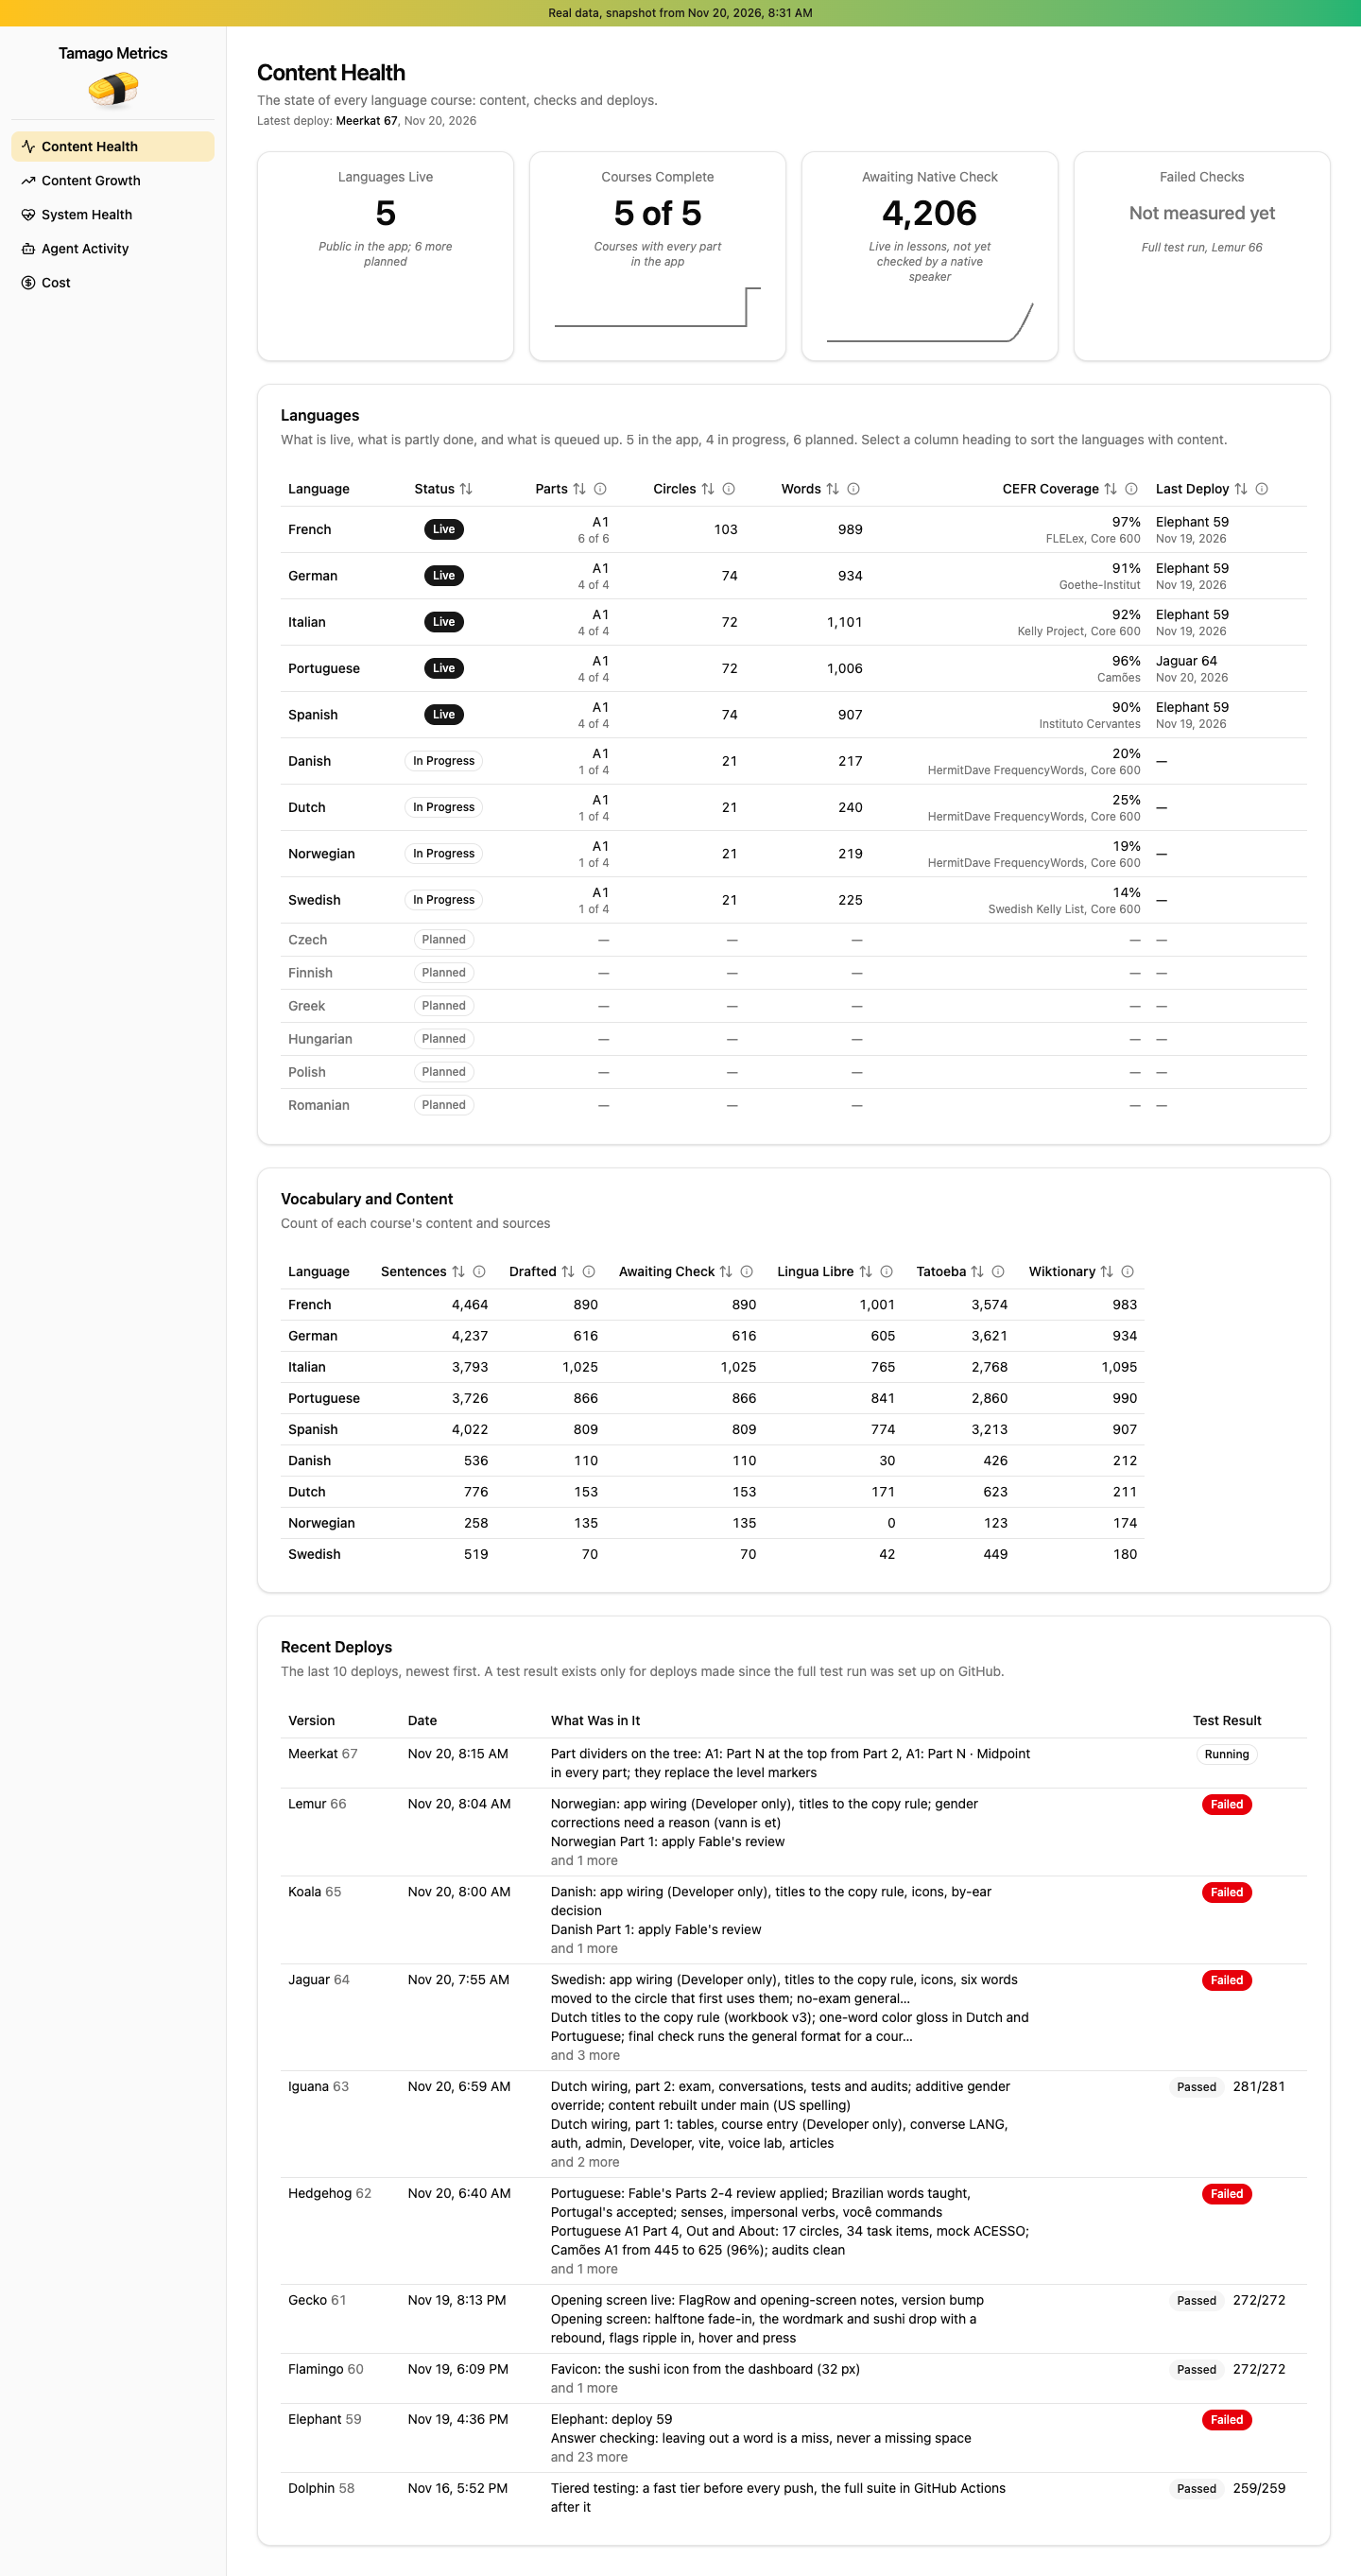 Real data, snapshot from Nov 20, 2026, 8:31 AM
Tamago Metrics
Content Health
Content Growth
System Health
Agent Activity
Cost
Content Health
The state of every language course: content, checks and deploys.
Latest deploy: Meerkat 67, Nov 20, 2026
Languages Live
5
Public in the app; 6 more
planned
Courses Complete
5 of 5
Courses with every part
in the app
Awaiting Native Check
4,206
Live in lessons, not yet
checked by a native
speaker
Failed Checks
Not measured yet
Full test run, Lemur 66
Languages
What is live, what is partly done, and what is queued up. 5 in the app, 4 in progress, 6 planned. Select a column heading to sort the languages with content.
Language Status Parts Circles Words CEFR Coverage Last Deploy
French Live A1 103 989 97% Elephant 59
6 of 6 FLELex, Core 600 Nov 19, 2026
German Live A1 74 934 91% Elephant 59
4 of 4 Goethe-Institut Nov 19, 2026
Italian Live A1 72 1,101 92% Elephant 59
4 of 4 Kelly Project, Core 600 Nov 19, 2026
Portuguese Live A1 72 1,006 96% Jaguar 64
4 of 4 Camões Nov 20, 2026
Spanish Live A1 74 907 90% Elephant 59
4 of 4 Instituto Cervantes Nov 19, 2026
Danish In Progress A1 21 217 20% —
1 of 4 HermitDave FrequencyWords, Core 600
Dutch In Progress A1 21 240 25% —
1 of 4 HermitDave FrequencyWords, Core 600
Norwegian In Progress A1 21 219 19% —
1 of 4 HermitDave FrequencyWords, Core 600
Swedish In Progress A1 21 225 14% —
1 of 4 Swedish Kelly List, Core 600
Czech Planned — — — — —
Finnish Planned — — — — —
Greek Planned — — — — —
Hungarian Planned — — — — —
Polish Planned — — — — —
Romanian Planned — — — — —
Vocabulary and Content
Count of each course's content and sources
Language Sentences Drafted Awaiting Check Lingua Libre Tatoeba Wiktionary
French 4,464 890 890 1,001 3,574 983
German 4,237 616 616 605 3,621 934
Italian 3,793 1,025 1,025 765 2,768 1,095
Portuguese 3,726 866 866 841 2,860 990
Spanish 4,022 809 809 774 3,213 907
Danish 536 110 110 30 426 212
Dutch 776 153 153 171 623 211
Norwegian 258 135 135 0 123 174
Swedish 519 70 70 42 449 180
Recent Deploys
The last 10 deploys, newest first. A test result exists only for deploys made since the full test run was set up on GitHub.
Version Date What Was in It Test Result
Meerkat 67 Nov 20, 8:15 AM Part dividers on the tree: A1: Part N at the top from Part 2, A1: Part N · Midpoint Running
in every part; they replace the level markers
Lemur 66 Nov 20, 8:04 AM Norwegian: app wiring (Developer only), titles to the copy rule; gender Failed
corrections need a reason (vann is et)
Norwegian Part 1: apply Fable's review
and 1 more
Koala 65 Nov 20, 8:00 AM Danish: app wiring (Developer only), titles to the copy rule, icons, by-ear Failed
decision
Danish Part 1: apply Fable's review
and 1 more
Jaguar 64 Nov 20, 7:55 AM Swedish: app wiring (Developer only), titles to the copy rule, icons, six words Failed
moved to the circle that first uses them; no-exam general...
Dutch titles to the copy rule (workbook v3); one-word color gloss in Dutch and
Portuguese; final check runs the general format for a cour...
and 3 more
Iguana 63 Nov 20, 6:59 AM Dutch wiring, part 2: exam, conversations, tests and audits; additive gender Passed 281/281
override; content rebuilt under main (US spelling)
Dutch wiring, part 1: tables, course entry (Developer only), converse LANG,
auth, admin, Developer, vite, voice lab, articles
and 2 more
Hedgehog 62 Nov 20, 6:40 AM Portuguese: Fable's Parts 2-4 review applied; Brazilian words taught, Failed
Portugal's accepted; senses, impersonal verbs, você commands
Portuguese A1 Part 4, Out and About: 17 circles, 34 task items, mock ACESSO;
Camões A1 from 445 to 625 (96%); audits clean
and 1 more
Gecko 61 Nov 19, 8:13 PM Opening screen live: FlagRow and opening-screen notes, version bump Passed 272/272
Opening screen: halftone fade-in, the wordmark and sushi drop with a
rebound, flags ripple in, hover and press
Flamingo 60 Nov 19, 6:09 PM Favicon: the sushi icon from the dashboard (32 px) Passed 272/272
and 1 more
Elephant 59 Nov 19, 4:36 PM Elephant: deploy 59 Failed
Answer checking: leaving out a word is a miss, never a missing space
and 23 more
Dolphin 58 Nov 16, 5:52 PM Tiered testing: a fast tier before every push, the full suite in GitHub Actions Passed 259/259
after it